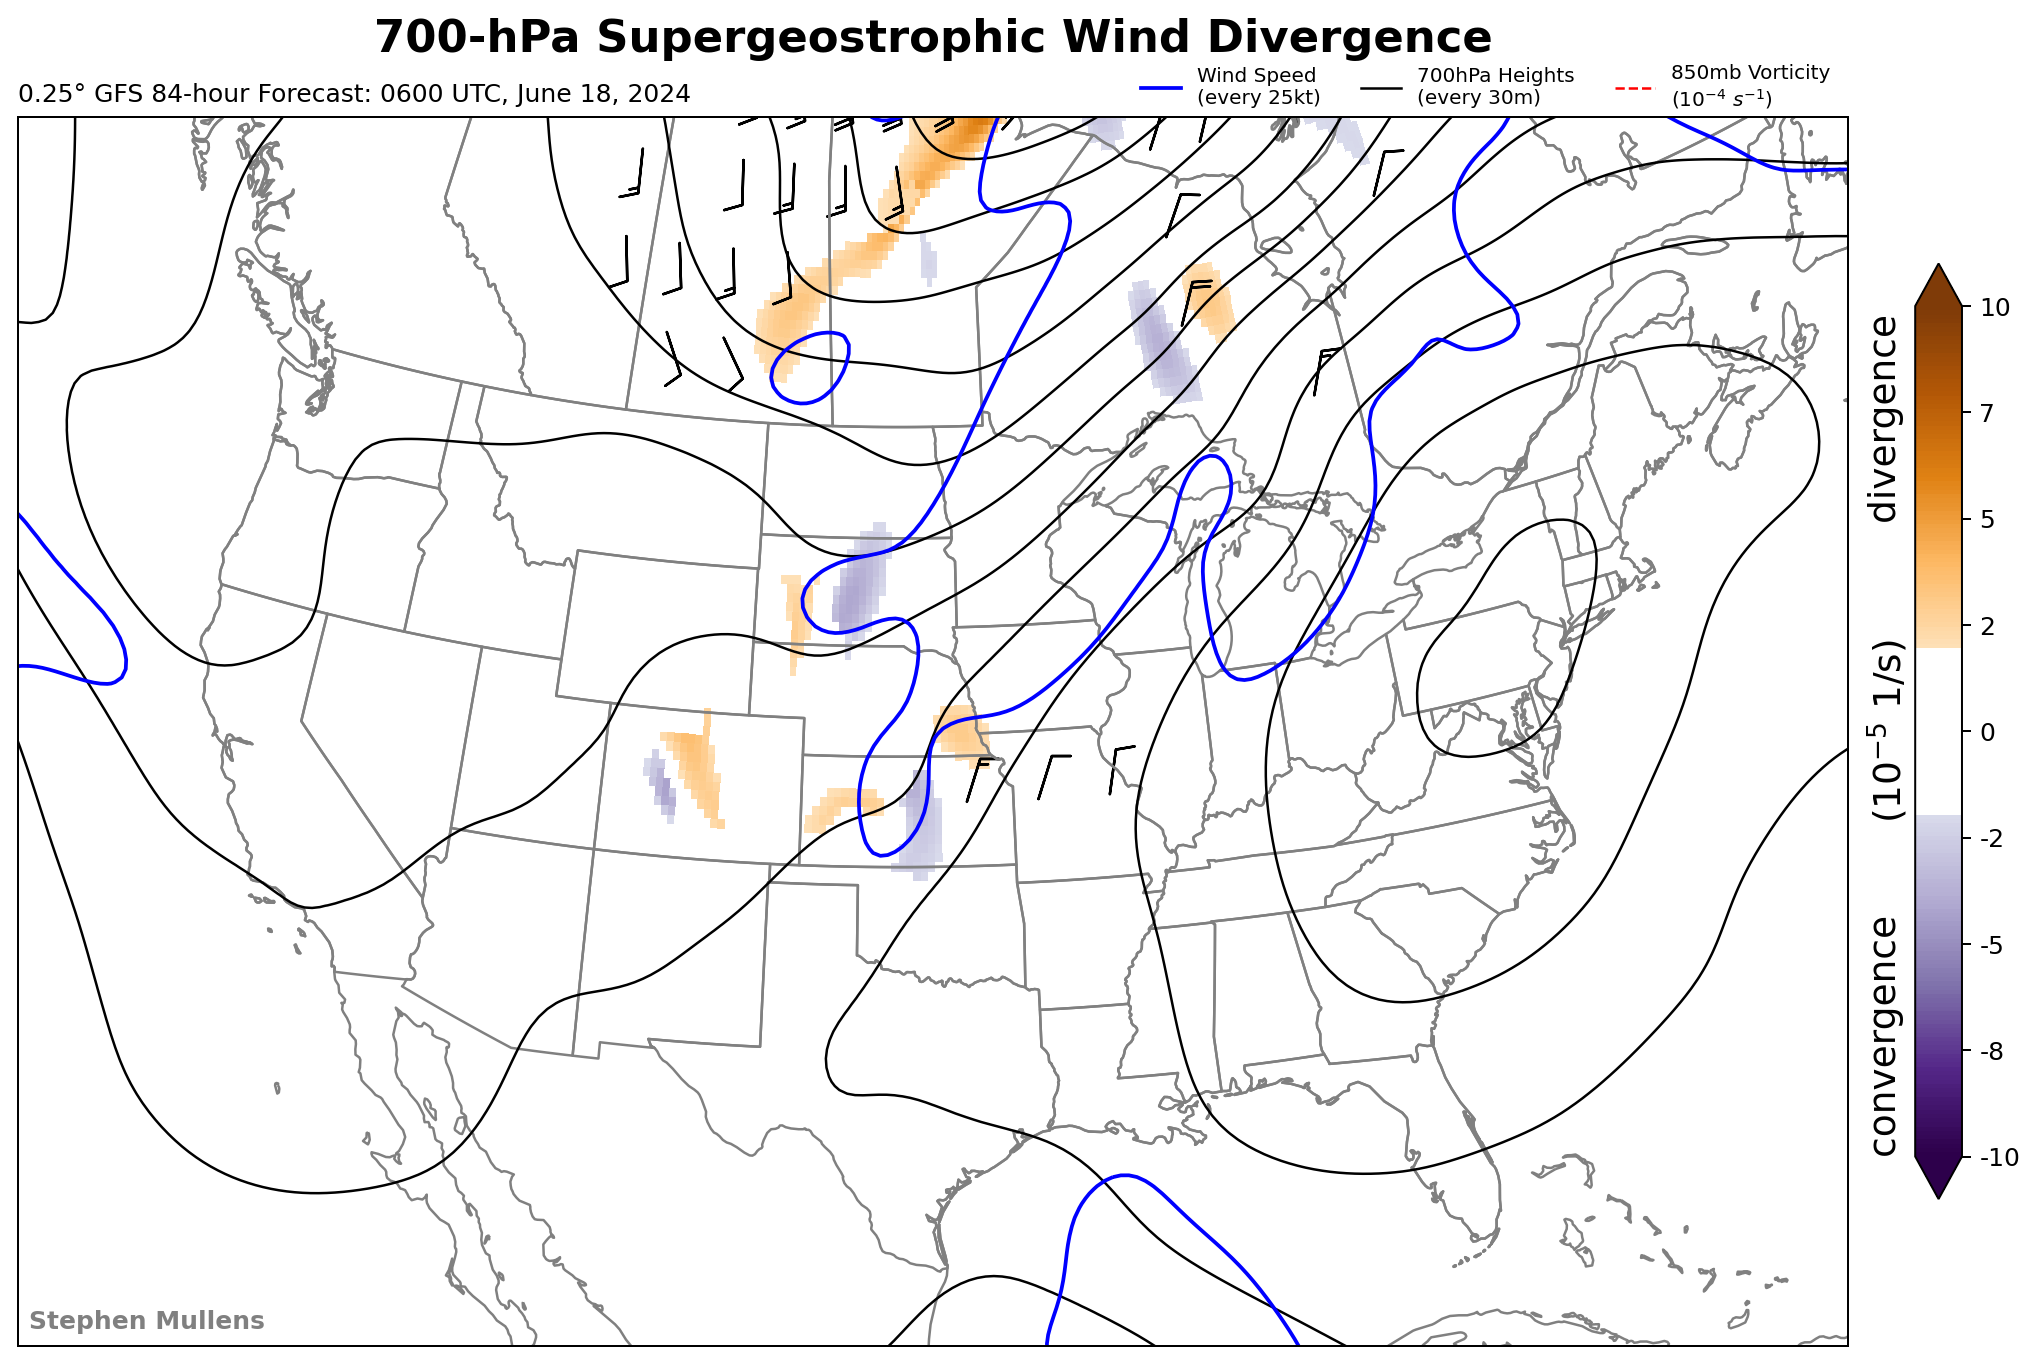 700-hPa Supergeostrophic Wind Divergence
0.25° GFS 84-hour Forecast: 0600 UTC, June 18, 2024
Wind Speed
(every 25kt)
700hPa Heights
(every 30m)
850mb Vorticity
(10⁻⁴ s⁻¹)
10
7
5
2
0
-2
-5
-8
-10
convergence (10⁻⁵ 1/s) divergence
Stephen Mullens